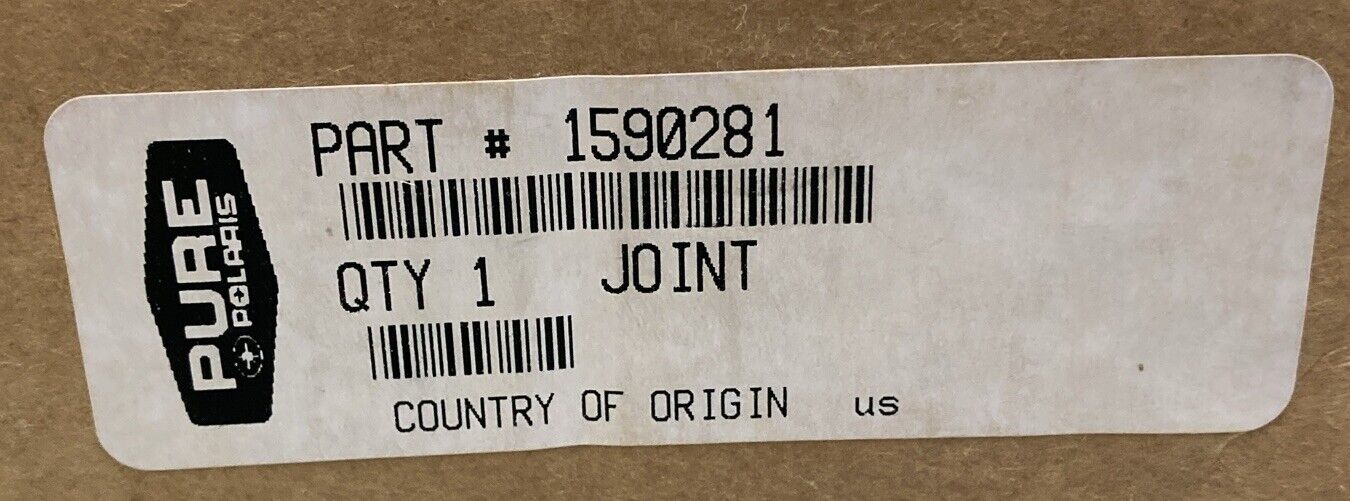 PURE
POLARIS
PART # 1590281
QTY 1 JOINT
COUNTRY OF ORIGIN us